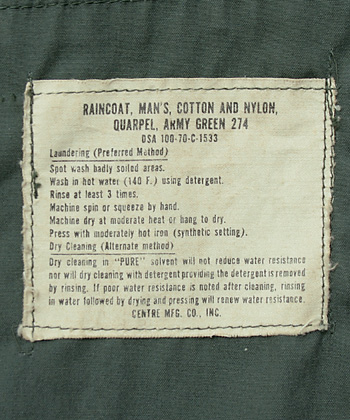 RAINCOAT, MAN'S, COTTON AND NYLON,
QUARPEL, ARMY GREEN 274
DSA 100-70-C-1533
Laundering (Preferred Method)
Spot wash badly soiled areas.
Wash in hot water (140 F.) using detergent.
Rinse at least 3 times.
Machine spin or squeeze by hand.
Machine dry at moderate heat or hang to dry.
Press with moderately hot iron (synthetic setting).
Dry Cleaning (Alternate method)
Dry cleaning in "PURE" solvent will not reduce water resistance
nor will dry cleaning with detergent providing the detergent is removed
by rinsing. If poor water resistance is noted after cleaning, rinsing
in water followed by drying and pressing will renew water resistance.
CENTRE MFG. CO., INC.